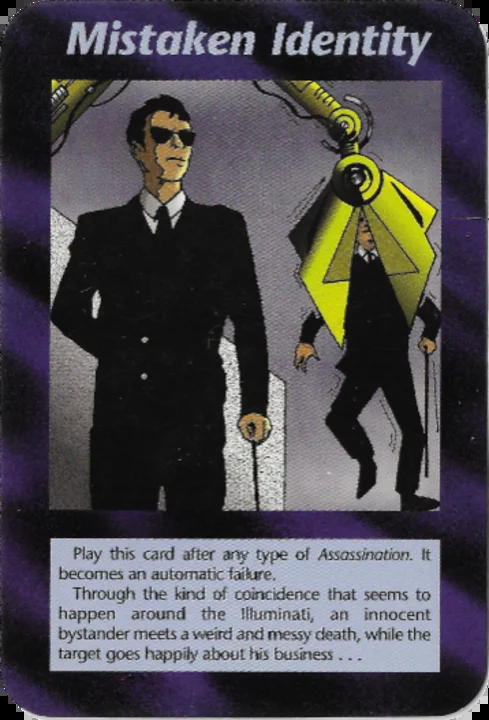 Mistaken Identity
Play this card after any type of Assassination. It
becomes an automatic failure.
Through the kind of coincidence that seems to
happen around the Illuminati, an innocent
bystander meets a weird and messy death, while the
target goes happily about his business . . .